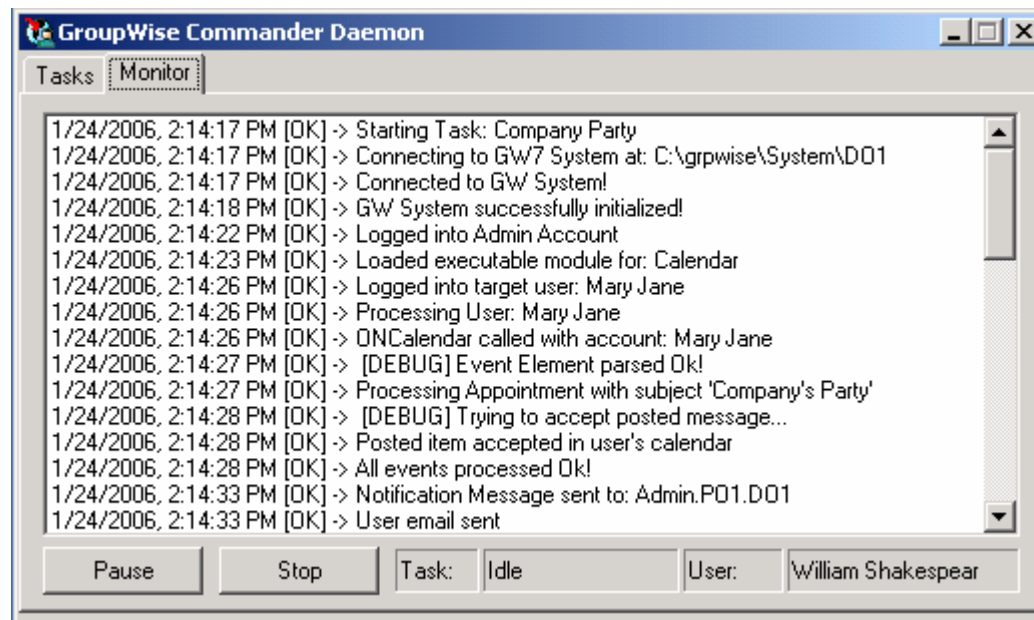 GroupWise Commander Daemon
Tasks Monitor
1/24/2006, 2:14:17 PM [OK] -> Starting Task: Company Party
1/24/2006, 2:14:17 PM [OK] -> Connecting to GW7 System at: C:\grpwise\System\DO1
1/24/2006, 2:14:17 PM [OK] -> Connected to GW System!
1/24/2006, 2:14:18 PM [OK] -> GW System successfully initialized!
1/24/2006, 2:14:22 PM [OK] -> Logged into Admin Account
1/24/2006, 2:14:23 PM [OK] -> Loaded executable module for: Calendar
1/24/2006, 2:14:26 PM [OK] -> Logged into target user: Mary Jane
1/24/2006, 2:14:26 PM [OK] -> Processing User: Mary Jane
1/24/2006, 2:14:26 PM [OK] -> ONCalendar called with account: Mary Jane
1/24/2006, 2:14:27 PM [OK] ->  [DEBUG] Event Element parsed Ok!
1/24/2006, 2:14:27 PM [OK] -> Processing Appointment with subject 'Company's Party'
1/24/2006, 2:14:28 PM [OK] ->  [DEBUG] Trying to accept posted message...
1/24/2006, 2:14:28 PM [OK] -> Posted item accepted in user's calendar
1/24/2006, 2:14:28 PM [OK] -> All events processed Ok!
1/24/2006, 2:14:33 PM [OK] -> Notification Message sent to: Admin.PO1.DO1
1/24/2006, 2:14:33 PM [OK] -> User email sent
Pause Stop Task: Idle User: William Shakespear